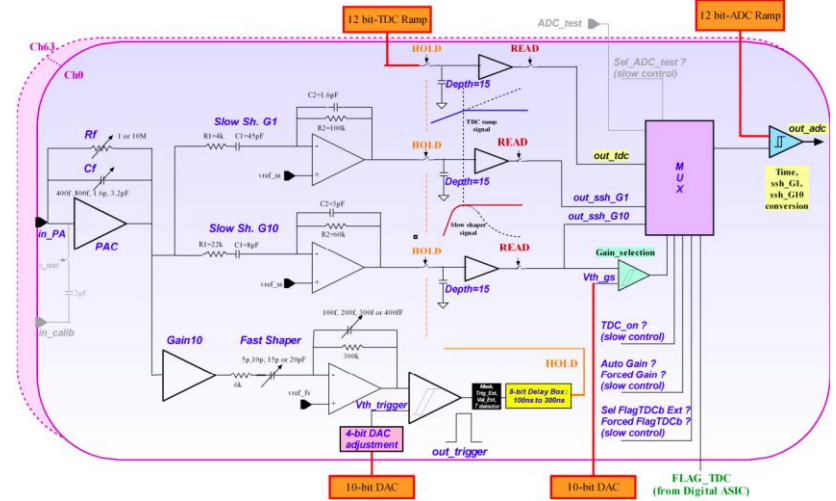 12 bit-TDC Ramp
ADC_test
12 bit-ADC Ramp
Ch63
Ch0
HOLD
READ
Sel_ADC_test ?
(slow control)
Depth=15
C2=1.6pF
Slow Sh. G1
R2=100k
R1=4k
C1=45pF
TDC ramp
signal
Rf
1 or 10M
HOLD
READ
out_adc
out_tdc
M
U
X
Cf
vref_ss
400f, 800f, 1.6p, 3.2pF
Depth=15
out_ssh_G1
Time,
ssh_G1,
ssh_G10
conversion
Slow Sh. G10
C2=3pF
out_ssh_G10
in_PA
PAC
R1=22k
C1=8pF
R2=60k
Slow shaper
signal
HOLD
READ
Gain_selection
c_test
vref_ss
Depth=15
Vth_gs
3pF
in_calib
100f, 200f, 300f or 400fF
TDC_on ?
(slow control)
Gain10
Fast Shaper
5p,10p, 15p or 20pF
300k
HOLD
Auto Gain ?
Forced Gain ?
(slow control)
6k
vref_fs
Vth_trigger
Mask,
Trig_Ext,
Val_Evt,
T detector
8-bit Delay Box :
100ns to 300ns
Sel FlagTDCb Ext ?
Forced FlagTDCb ?
(slow control)
4-bit DAC
adjustment
out_trigger
10-bit DAC
10-bit DAC
FLAG_TDC
(from Digital ASIC)